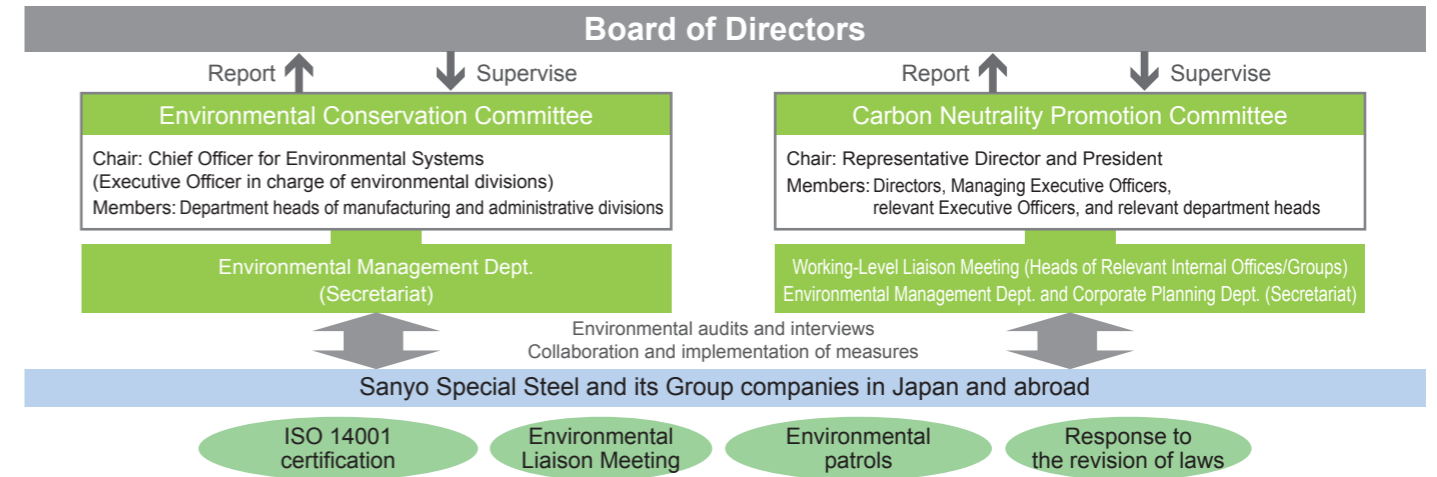 Board of Directors
Report
Supervise
Report
Supervise
Environmental Conservation Committee
Chair: Chief Officer for Environmental Systems
(Executive Officer in charge of environmental divisions)
Members: Department heads of manufacturing and administrative divisions
Environmental Management Dept.
(Secretariat)
Carbon Neutrality Promotion Committee
Chair: Representative Director and President
Members: Directors, Managing Executive Officers,
relevant Executive Officers, and relevant department heads
Working-Level Liaison Meeting (Heads of Relevant Internal Offices/Groups)
Environmental Management Dept. and Corporate Planning Dept. (Secretariat)
Environmental audits and interviews
Collaboration and implementation of measures
Sanyo Special Steel and its Group companies in Japan and abroad
ISO 14001
certification
Environmental
Liaison Meeting
Environmental
patrols
Response to
the revision of laws